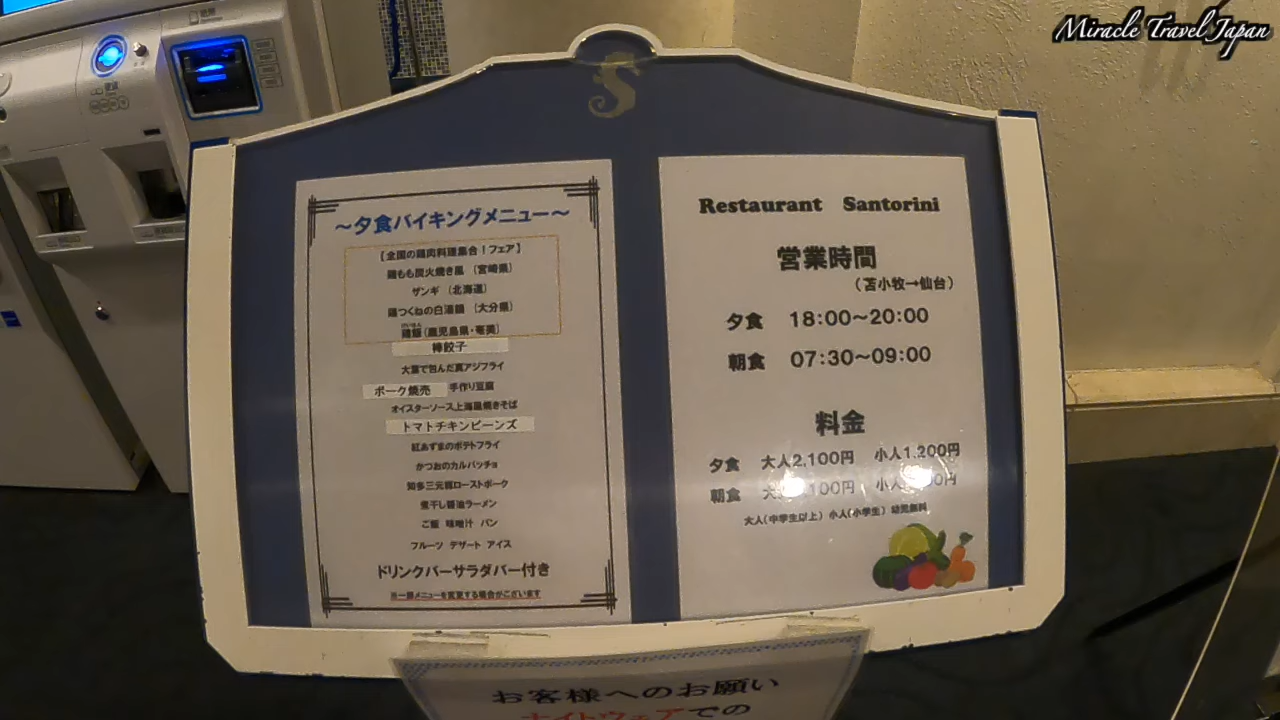 Miracle Travel Japan
～夕食バイキングメニュー～
【全国の鶏肉料理集合！フェア】
鶏もも炭火焼き風 （宮崎県）
ザンギ （北海道）
鶏つくねの白湯鍋 （大分県）
鶏飯（鹿児島県・奄美）
棒餃子
大葉で包んだ真アジフライ
ポーク焼売 手作り豆腐
オイスターソース上海風焼きそば
トマトチキンビーンズ
紅あずまのポテトフライ
かつおのカルパッチョ
知多三元豚ローストポーク
煮干し醤油ラーメン
ご飯 味噌汁 パン
フルーツ デザート アイス
ドリンクバーサラダバー付き
※一部メニューを変更する場合がございます
Restaurant Santorini
営業時間
（苫小牧→仙台）
夕食 18:00～20:00
朝食 07:30～09:00
料金
夕食 大人2,100円 小人1,200円
朝食
大人（中学生以上） 小人（小学生） 幼児無料
お客様へのお願い
ナイトウェアでの